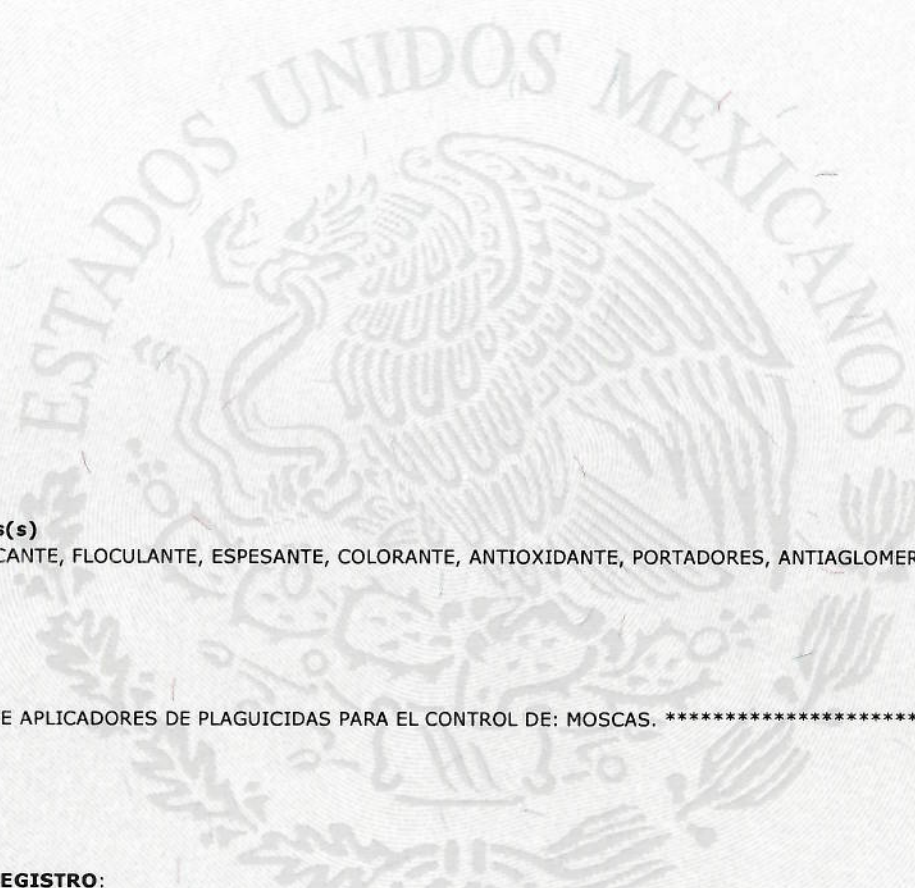 ESTADOS UNIDOS MEXICANOS
s(s)
CANTE, FLOCULANTE, ESPESANTE, COLORANTE, ANTIOXIDANTE, PORTADORES, ANTIAGLOMER
E APLICADORES DE PLAGUICIDAS PARA EL CONTROL DE: MOSCAS. *********************
EGISTRO: